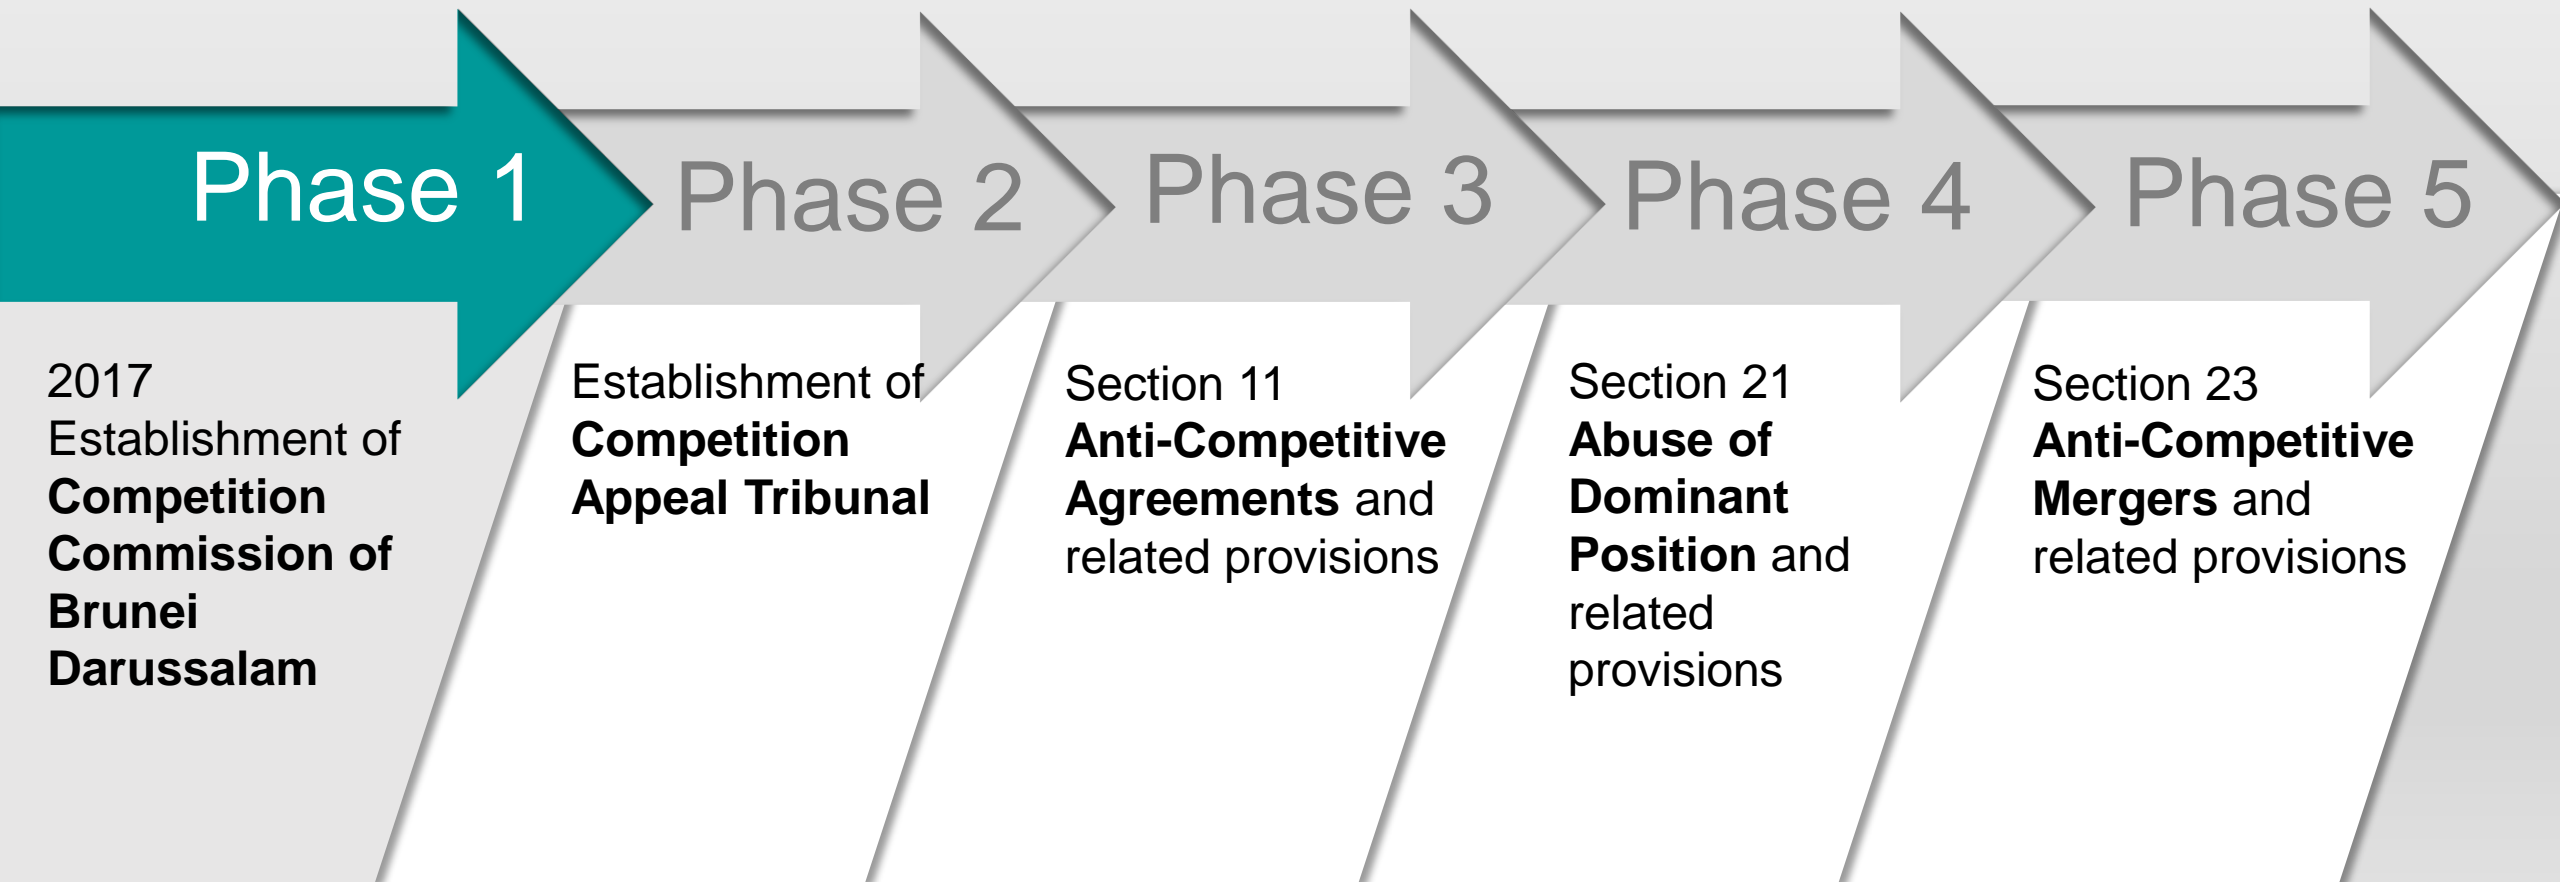 Phase 1
Phase 2
Phase 3
Phase 4
Phase 5
2017
Establishment of
Competition
Commission of
Brunei
Darussalam
Establishment of
Competition
Appeal Tribunal
Section 11
Anti-Competitive
Agreements and
related provisions
Section 21
Abuse of
Dominant
Position and
related
provisions
Section 23
Anti-Competitive
Mergers and
related provisions